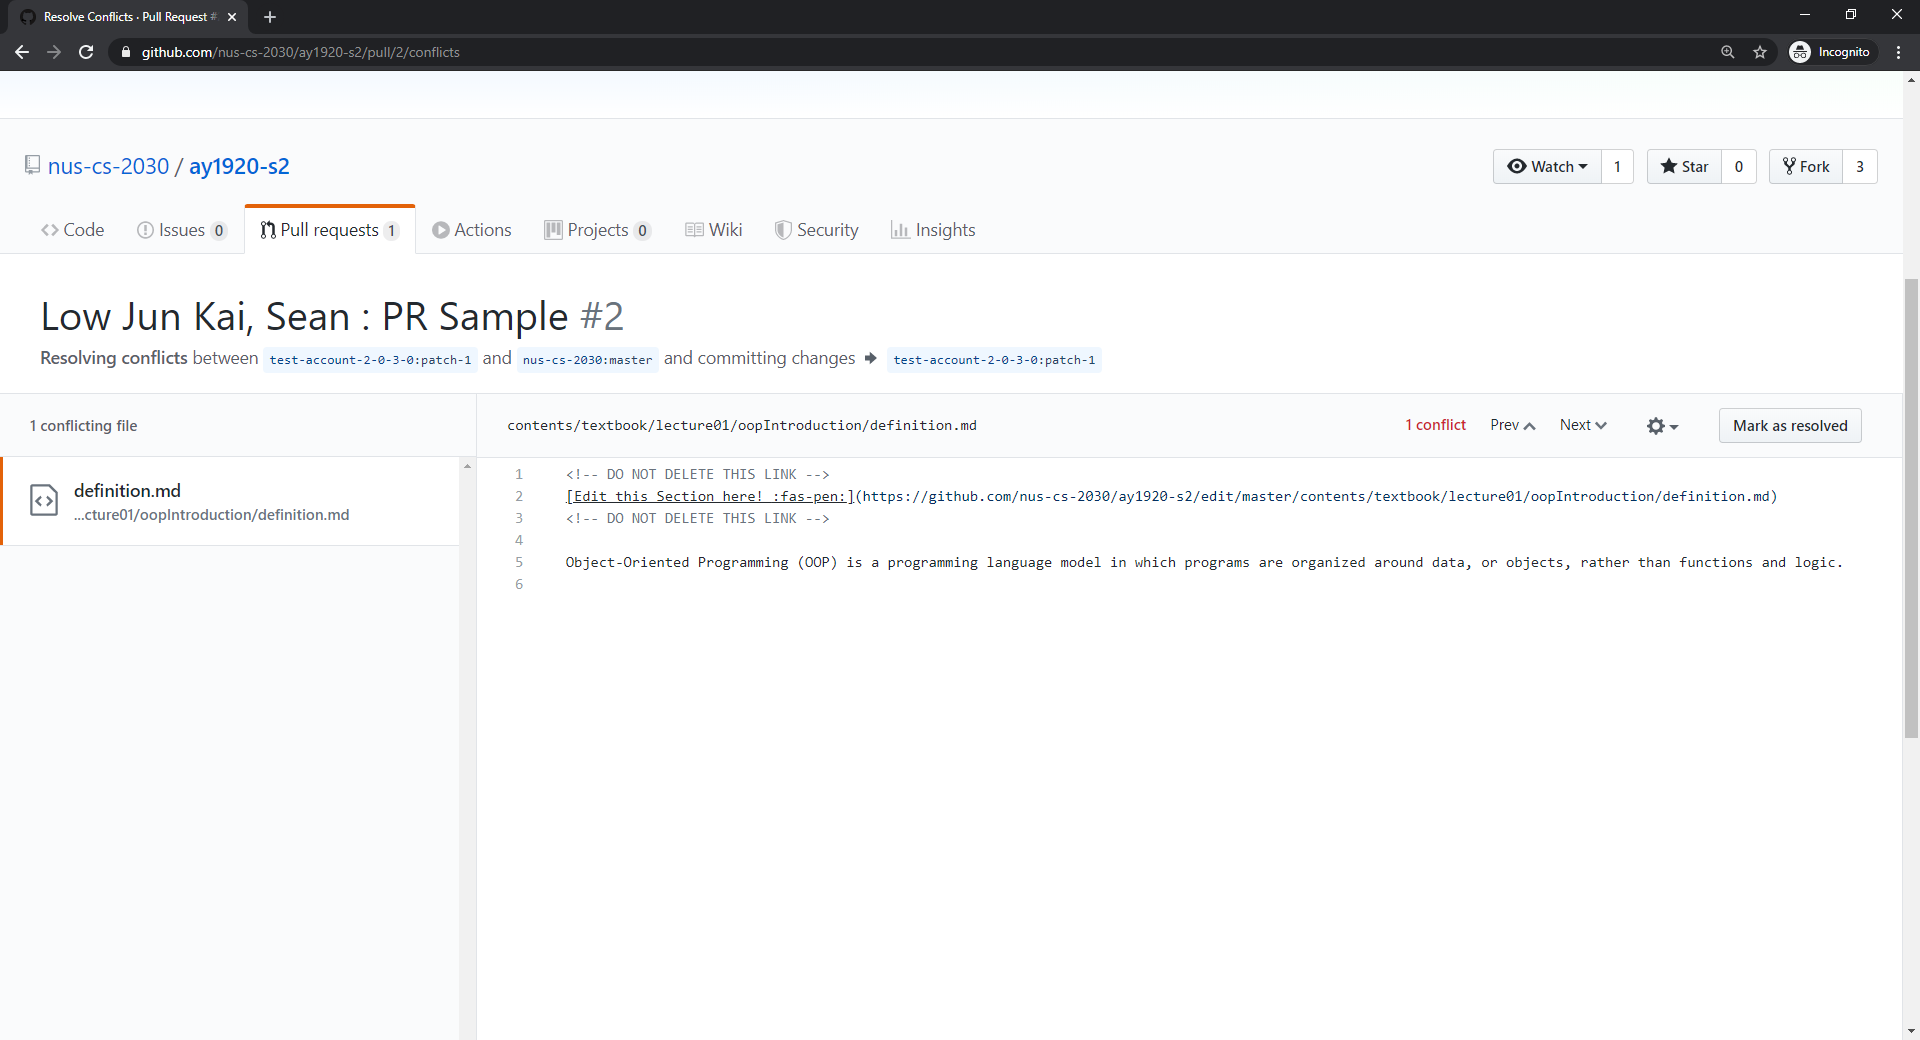 Resolve Conflicts · Pull Request #
github.com/nus-cs-2030/ay1920-s2/pull/2/conflicts
Incognito
nus-cs-2030 / ay1920-s2
Watch 1
Star 0
Fork 3
Code
Issues 0
Pull requests 1
Actions
Projects 0
Wiki
Security
Insights
Low Jun Kai, Sean : PR Sample #2
Resolving conflicts between test-account-2-0-3-0:patch-1 and nus-cs-2030:master and committing changes test-account-2-0-3-0:patch-1
1 conflicting file
contents/textbook/lecture01/oopIntroduction/definition.md
1 conflict
Prev
Next
Mark as resolved
definition.md
...cture01/oopIntroduction/definition.md
1 <!-- DO NOT DELETE THIS LINK -->
2 [Edit this Section here! :fas-pen:](https://github.com/nus-cs-2030/ay1920-s2/edit/master/contents/textbook/lecture01/oopIntroduction/definition.md)
3 <!-- DO NOT DELETE THIS LINK -->
4
5 Object-Oriented Programming (OOP) is a programming language model in which programs are organized around data, or objects, rather than functions and logic.
6